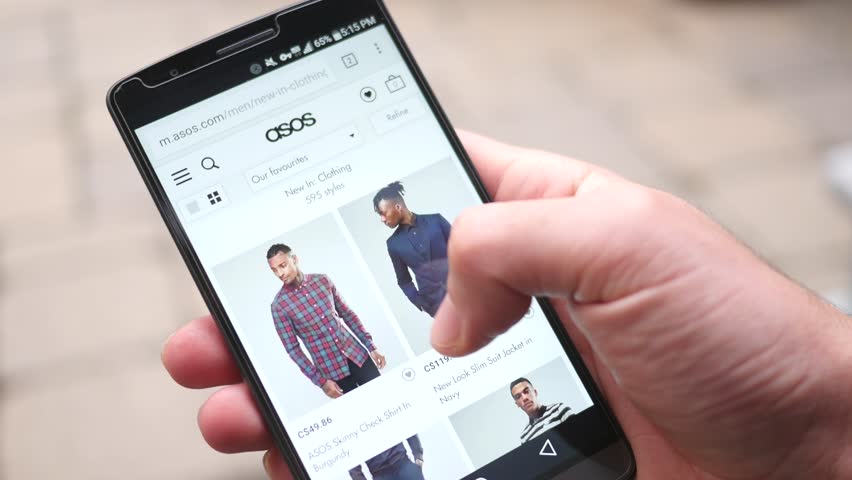 65% 5:15 PM
m.asos.com/men/new-in-clothing
2
asos
0
Our favourites
Refine
New In: Clothing
595 styles
C$49.86
ASOS Skinny Check Shirt In
Burgundy
C$119.
New Look Slim Suit Jacket in
Navy